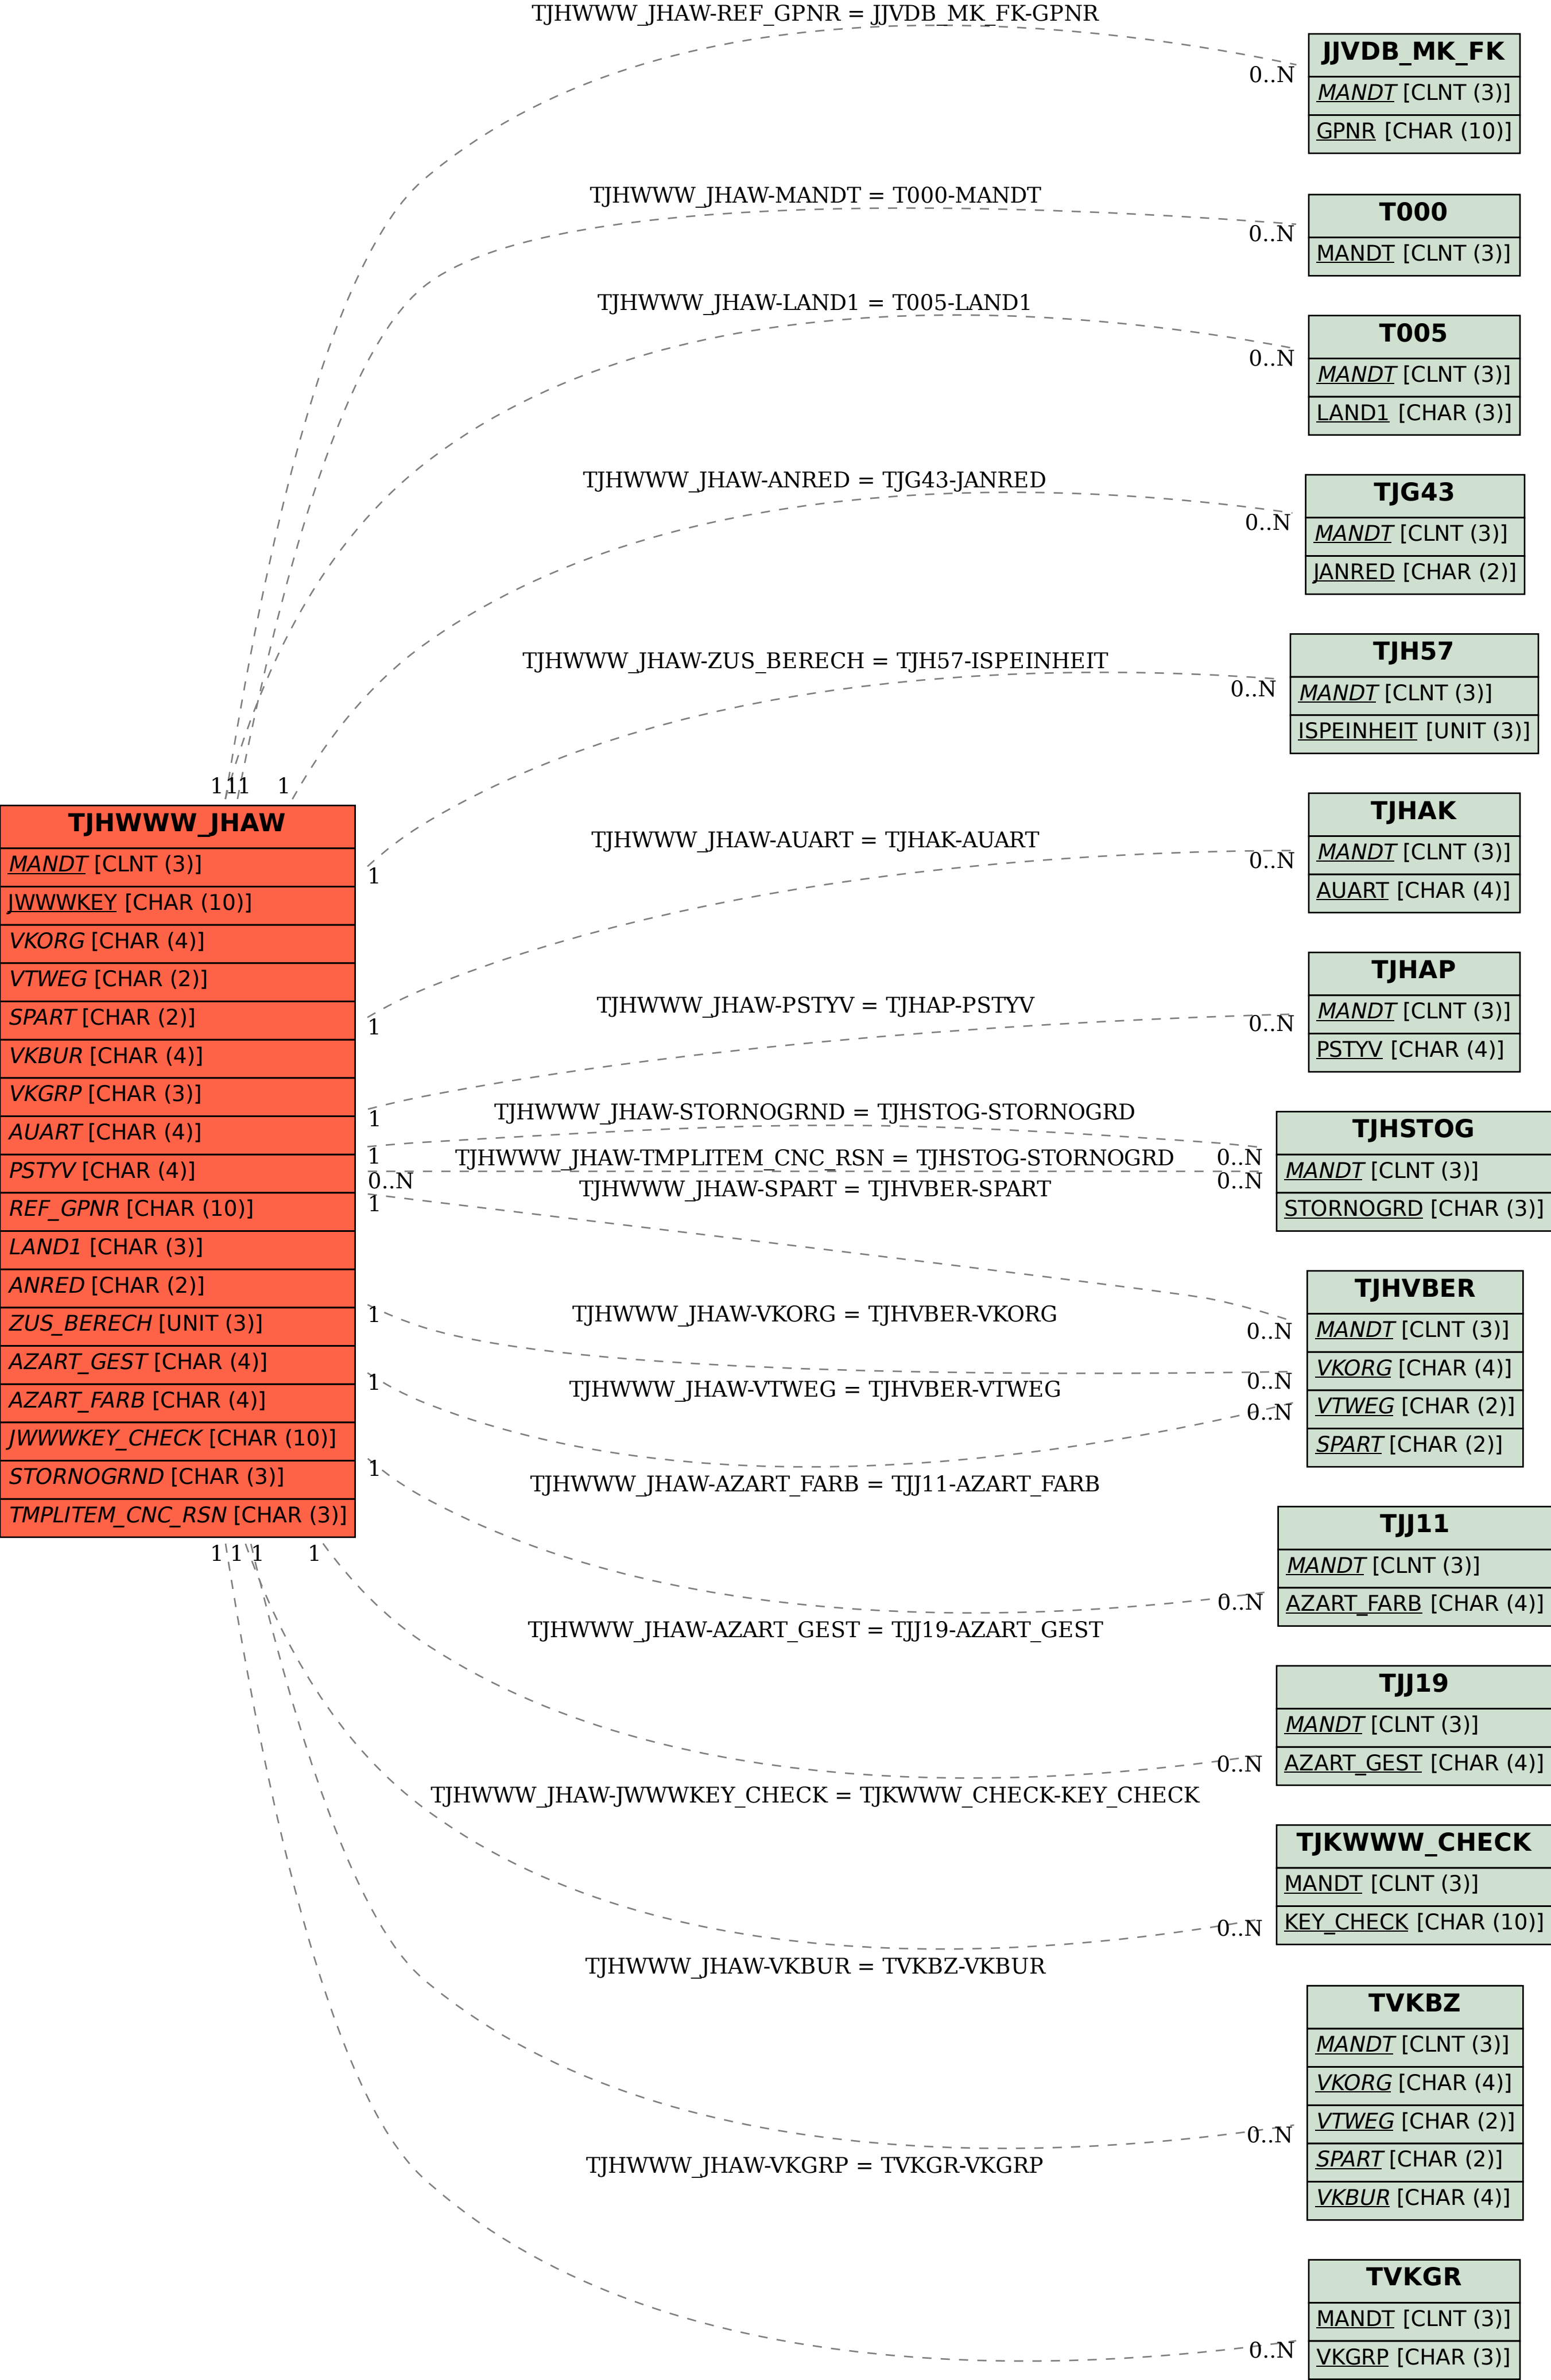 TJHWWW_JHAW-REF_GPNR = JJVDB_MK_FK-GPNR
0..N
JJVDB_MK_FK
MANDT [CLNT (3)]
GPNR [CHAR (10)]
TJHWWW_JHAW-MANDT = T000-MANDT
0..N
T000
MANDT [CLNT (3)]
TJHWWW_JHAW-LAND1 = T005-LAND1
0..N
T005
MANDT [CLNT (3)]
LAND1 [CHAR (3)]
TJHWWW_JHAW-ANRED = TJG43-JANRED
0..N
TJG43
MANDT [CLNT (3)]
JANRED [CHAR (2)]
TJHWWW_JHAW-ZUS_BERECH = TJH57-ISPEINHEIT
0..N
TJH57
MANDT [CLNT (3)]
ISPEINHEIT [UNIT (3)]
1 1 1 1
TJHWWW_JHAW
MANDT [CLNT (3)]
JWWWKEY [CHAR (10)]
VKORG [CHAR (4)]
VTWEG [CHAR (2)]
SPART [CHAR (2)]
VKBUR [CHAR (4)]
VKGRP [CHAR (3)]
AUART [CHAR (4)]
PSTYV [CHAR (4)]
REF_GPNR [CHAR (10)]
LAND1 [CHAR (3)]
ANRED [CHAR (2)]
ZUS_BERECH [UNIT (3)]
AZART_GEST [CHAR (4)]
AZART_FARB [CHAR (4)]
JWWWKEY_CHECK [CHAR (10)]
STORNOGRND [CHAR (3)]
TMPLITEM_CNC_RSN [CHAR (3)]
1 1 1 1
1
TJHWWW_JHAW-AUART = TJHAK-AUART
0..N
TJHAK
MANDT [CLNT (3)]
AUART [CHAR (4)]
1
TJHWWW_JHAW-PSTYV = TJHAP-PSTYV
0..N
TJHAP
MANDT [CLNT (3)]
PSTYV [CHAR (4)]
1
TJHWWW_JHAW-STORNOGRND = TJHSTOG-STORNOGRD
1
0..N
TJHWWW_JHAW-TMPLITEM_CNC_RSN = TJHSTOG-STORNOGRD
0..N
0..N
TJHSTOG
MANDT [CLNT (3)]
STORNOGRD [CHAR (3)]
TJHWWW_JHAW-SPART = TJHVBER-SPART
1
0..N
TJHWWW_JHAW-VKORG = TJHVBER-VKORG
1
0..N
TJHWWW_JHAW-VTWEG = TJHVBER-VTWEG
1
0..N
TJHVBER
MANDT [CLNT (3)]
VKORG [CHAR (4)]
VTWEG [CHAR (2)]
SPART [CHAR (2)]
TJHWWW_JHAW-AZART_FARB = TJJ11-AZART_FARB
1
0..N
TJJ11
MANDT [CLNT (3)]
AZART_FARB [CHAR (4)]
TJHWWW_JHAW-AZART_GEST = TJJ19-AZART_GEST
0..N
TJJ19
MANDT [CLNT (3)]
AZART_GEST [CHAR (4)]
TJHWWW_JHAW-JWWWKEY_CHECK = TJKWWW_CHECK-KEY_CHECK
0..N
TJKWWW_CHECK
MANDT [CLNT (3)]
KEY_CHECK [CHAR (10)]
TJHWWW_JHAW-VKBUR = TVKBZ-VKBUR
0..N
TVKBZ
MANDT [CLNT (3)]
VKORG [CHAR (4)]
VTWEG [CHAR (2)]
SPART [CHAR (2)]
VKBUR [CHAR (4)]
TJHWWW_JHAW-VKGRP = TVKGR-VKGRP
0..N
TVKGR
MANDT [CLNT (3)]
VKGRP [CHAR (3)]